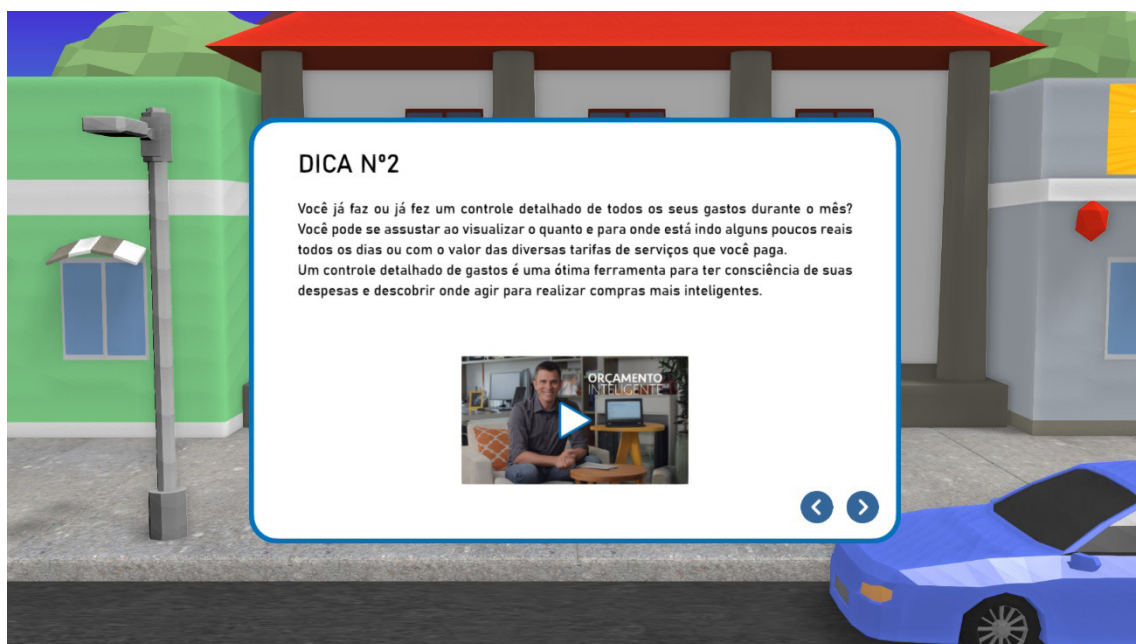 DICA Nº2
Você já faz ou já fez um controle detalhado de todos os seus gastos durante o mês?
Você pode se assustar ao visualizar o quanto e para onde está indo alguns poucos reais
todos os dias ou com o valor das diversas tarifas de serviços que você paga.
Um controle detalhado de gastos é uma ótima ferramenta para ter consciência de suas
despesas e descobrir onde agir para realizar compras mais inteligentes.
ORÇAMENTO
INTELIGENTE